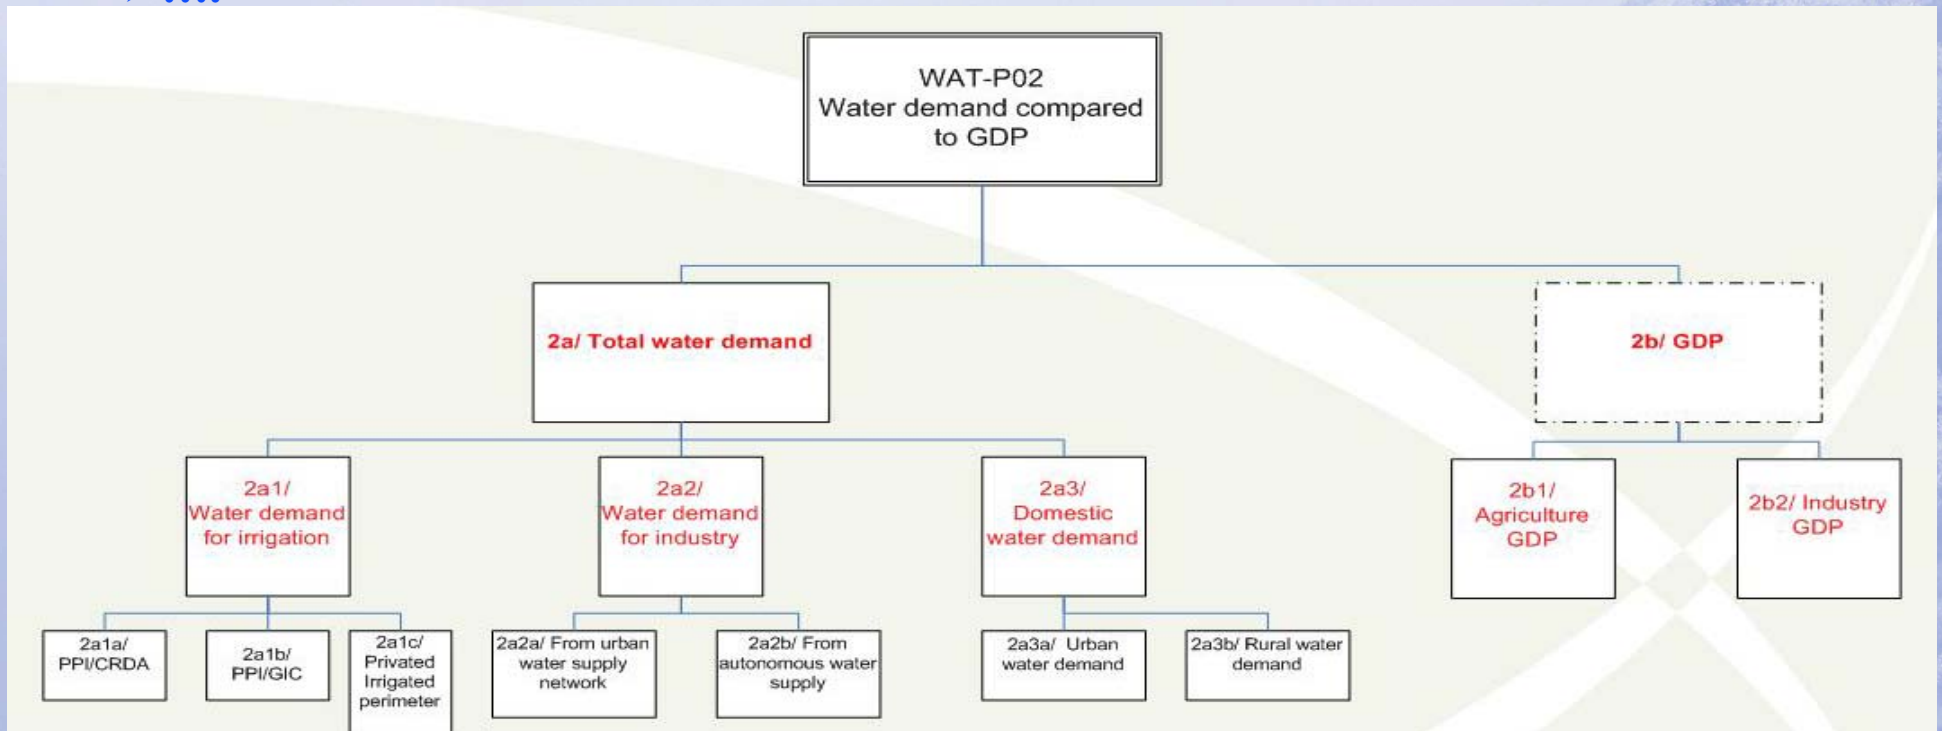 WAT-P02
Water demand compared
to GDP
2a/ Total water demand
2b/ GDP
2a1/
Water demand
for irrigation
2a2/
Water demand
for industry
2a3/
Domestic
water demand
2b1/
Agriculture
GDP
2b2/ Industry
GDP
2a1a/
PPI/CRDA
2a1b/
PPI/GIC
2a1c/
Privated
Irrigated
perimeter
2a2a/ From urban
water supply
network
2a2b/ From
autonomous water
supply
2a3a/ Urban
water demand
2a3b/ Rural water
demand